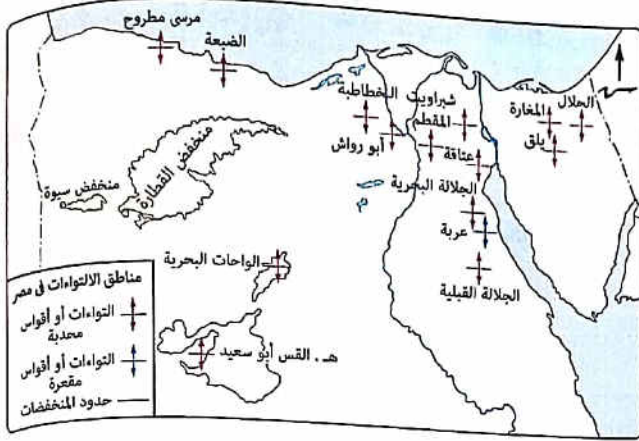 مرسى مطروح
الضبعة
الخطاطبة
أبو رواش
شبراويت
المقطم
عتاقة
الجلالة البحرية
عربة
الجلالة القبلية
الحلال
المغارة
يلق
منخفض القطارة
منخفض سيوة
الواحات البحرية
هـ. القس أبو سعيد
مناطق الالتواءات في مصر
التواءات أو أقواس
محدبة
التواءات أو أقواس
مقعرة
حدود المنخفضات